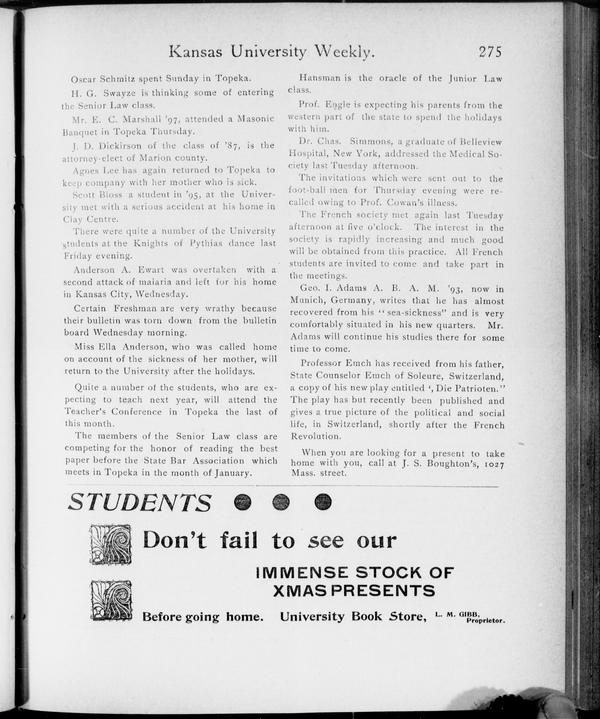 Kansas University Weekly. 275
Oscar Schmitz spent Sunday in Topeka.
H. G. Swayze is thinking some of entering
the Senior Law class.
Mr. E. C. Marshall '97, attended a Masonic
Banquet in Topeka Thursday.
J. D. Dickirson of the class of '87, is the
attorney-elect of Marion county.
Agnes Lee has again returned to Topeka to
keep company with her mother who is sick.
Scott Bloss a student in '95, at the Univer-
sity met with a serious accident at his home in
Clay Centre.
There were quite a number of the University
students at the Knights of Pythias dance last
Friday evening.
Anderson A. Ewart was overtaken with a
second attack of malaria and left for his home
in Kansas City, Wednesday.
Certain Freshman are very wrathy because
their bulletin was torn down from the bulletin
board Wednesday morning.
Miss Ella Anderson, who was called home
on account of the sickness of her mother, will
return to the University after the holidays.
Quite a number of the students, who are ex-
pecting to teach next year, will attend the
Teacher's Conference in Topeka the last of
this month.
The members of the Senior Law class are
competing for the honor of reading the best
paper before the State Bar Association which
meets in Topeka in the month of January.
Hansman is the oracle of the Junior Law
class.
Prof. Engle is expecting his parents from the
western part of the state to spend the holidays
with him.
Dr. Chas. Simmons, a graduate of Belleview
Hospital, New York, addressed the Medical So-
ciety last Tuesday afternoon.
The invitations which were sent out to the
foot-ball men for Thursday evening were re-
called owing to Prof. Cowan's illness.
The French society met again last Tuesday
afternoon at five o'clock. The interest in the
society is rapidly increasing and much good
will be obtained from this practice. All French
students are invited to come and take part in
the meetings.
Geo. I. Adams A. B. A. M. '93, now in
Munich, Germany, writes that he has almost
recovered from his "sea-sickness" and is very
comfortably situated in his new quarters. Mr.
Adams will continue his studies there for some
time to come.
Professor Emch has received from his father,
State Counselor Emch of Soleure, Switzerland,
a copy of his new play entitled ‘, Die Patrioten."
The play has but recently been published and
gives a true picture of the political and social
life, in Switzerland, shortly after the French
Revolution.
When you are looking for a present to take
home with you, call at J. S. Boughton's, 1027
Mass. street.
STUDENTS
Don't fail to see our
IMMENSE STOCK OF
XMAS PRESENTS
Before going home. University Book Store, L. M. GIBB,
Proprietor.